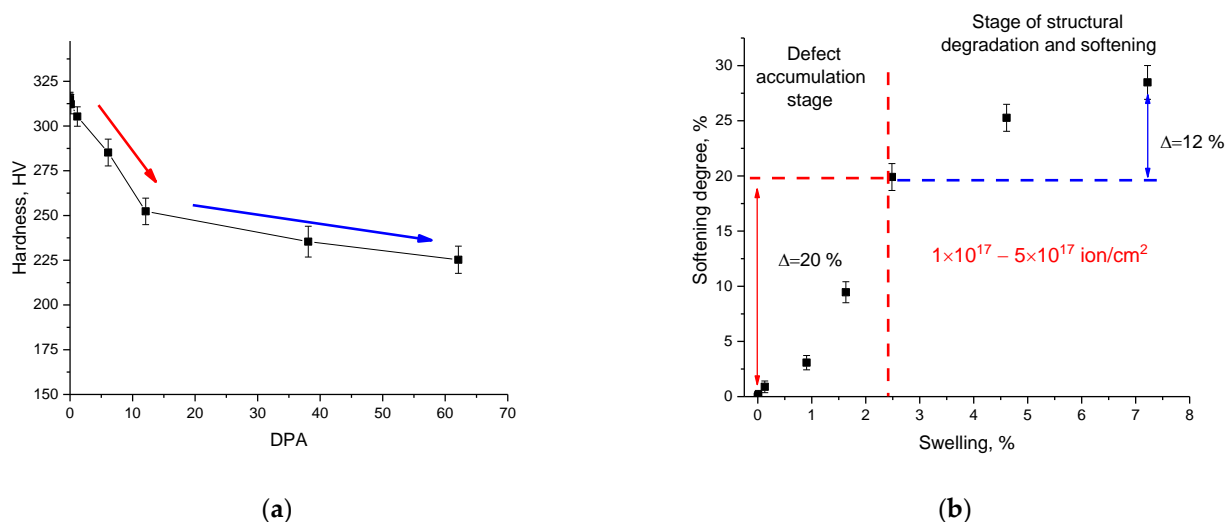 325
300
275
250
225
200
175
150
Hardness, HV
0 10 20 30 40 50 60 70
DPA
(a)
Defect
accumulation
stage
Stage of structural
degradation and softening
30
25
20
15
10
5
0
Softening degree, %
Δ=20 %
Δ=12 %
1×10¹⁷ – 5×10¹⁷ ion/cm²
0 1 2 3 4 5 6 7 8
Swelling, %
(b)